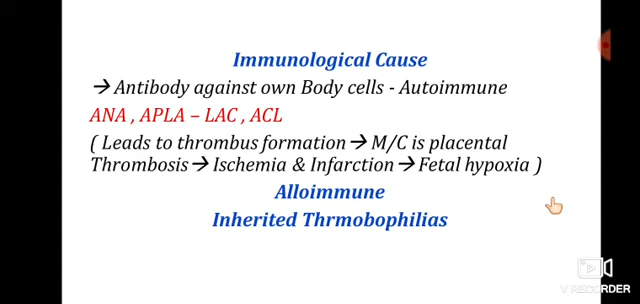 Immunological Cause
→ Antibody against own Body cells - Autoimmune
ANA , APLA – LAC , ACL
( Leads to thrombus formation→ M/C is placental
Thrombosis→ Ischemia & Infarction→ Fetal hypoxia )
Alloimmune
Inherited Thrmobophilias
V RECORDER